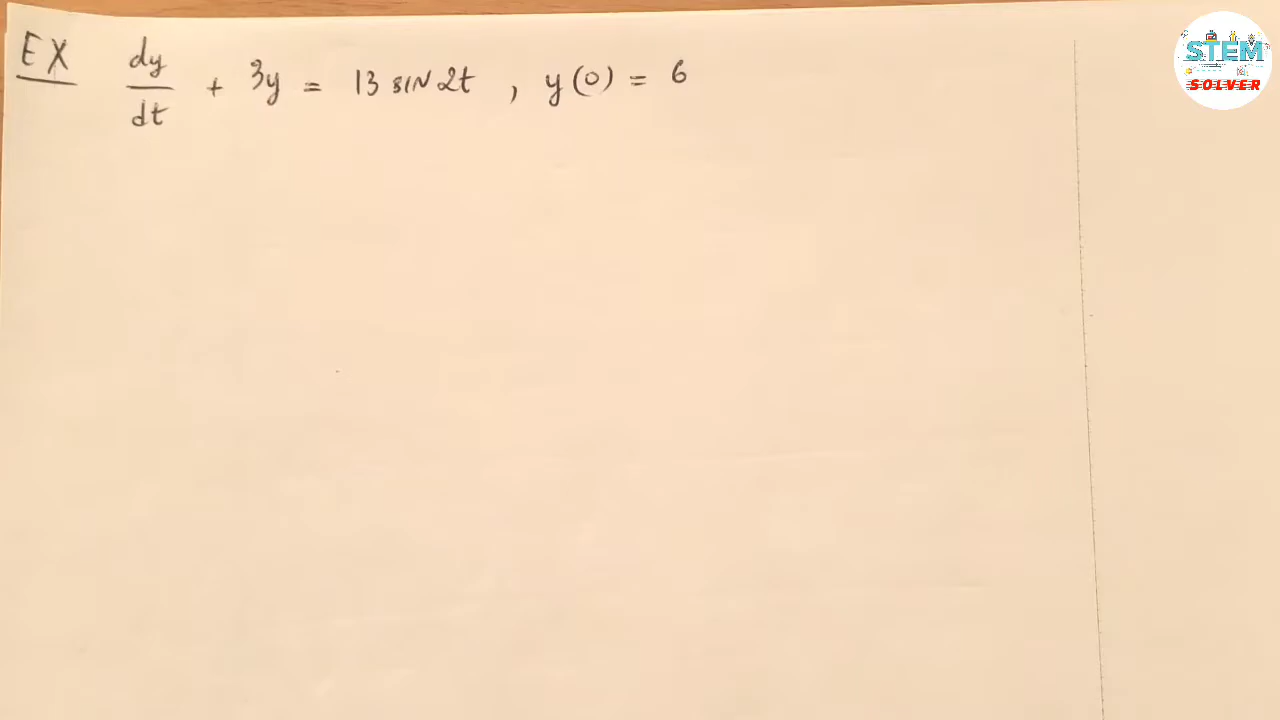 EX dy/dt + 3y = 13 sin 2t , y(0) = 6
STEM
SOLVER